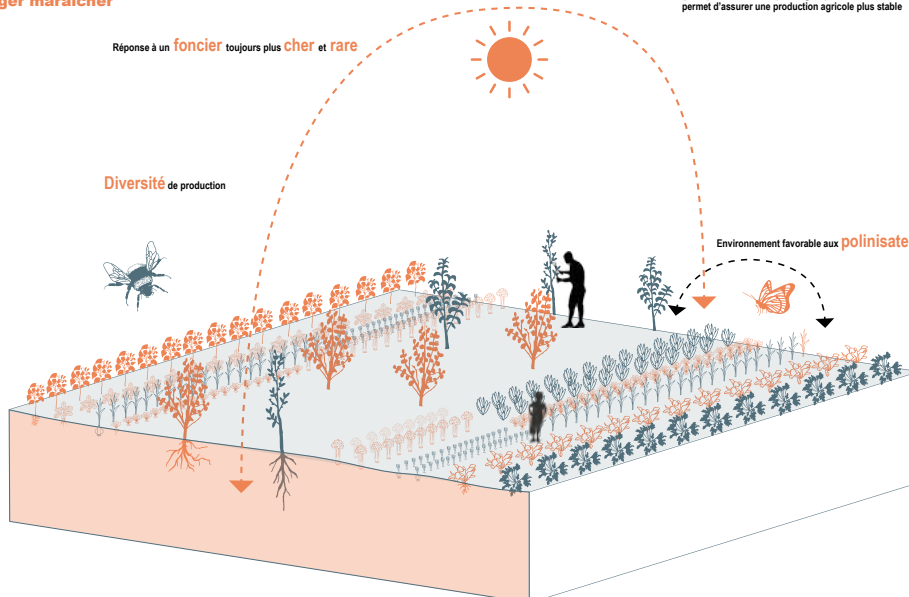 ger maraîcher
permet d'assurer une production agricole plus stable
Réponse à un foncier toujours plus cher et rare
Diversité de production
Environnement favorable aux polinisate